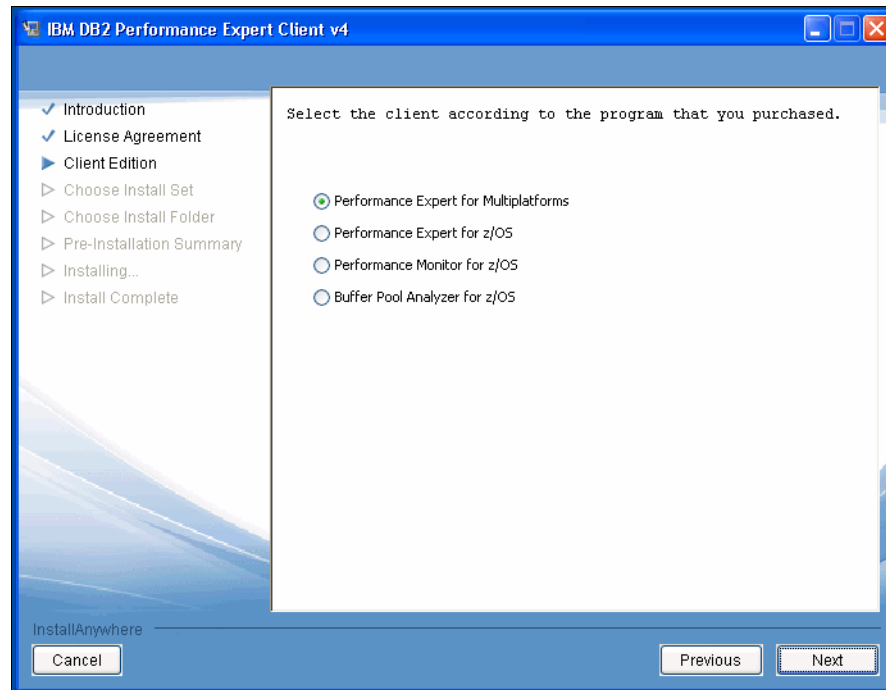 IBM DB2 Performance Expert Client v4
Introduction
License Agreement
Client Edition
Choose Install Set
Choose Install Folder
Pre-Installation Summary
Installing...
Install Complete
Select the client according to the program that you purchased.
Performance Expert for Multiplatforms
Performance Expert for z/OS
Performance Monitor for z/OS
Buffer Pool Analyzer for z/OS
InstallAnywhere
Cancel
Previous
Next